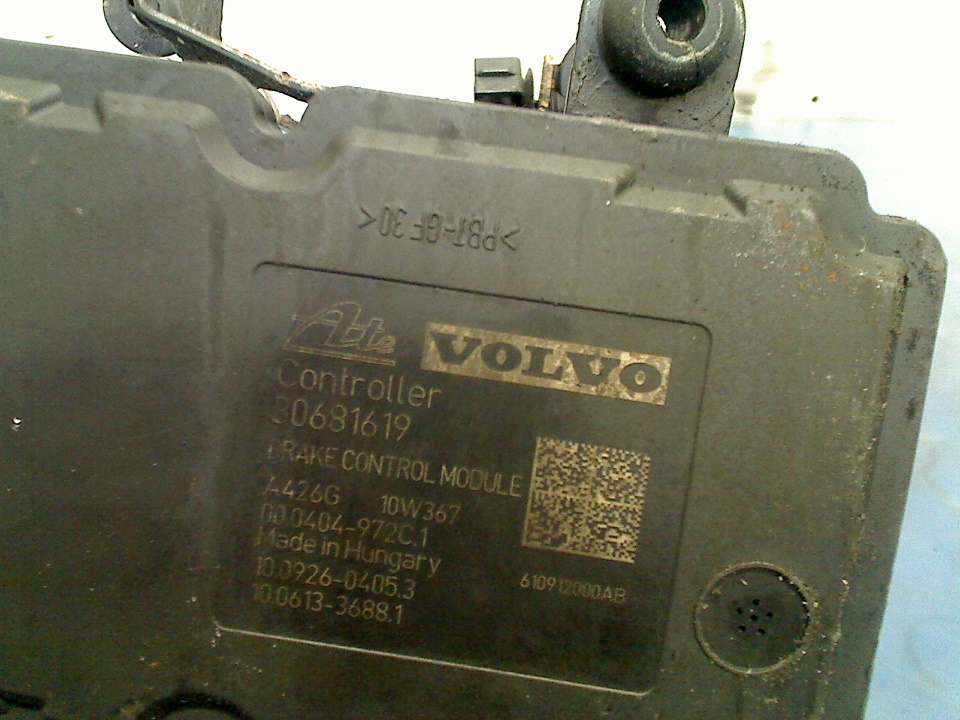 >PBT-GF30<
Ate VOLVO
Controller
30681619
BRAKE CONTROL MODULE
A426G 10W367
00.0404-972C.1
Made in Hungary
10.0926-0405.3
10.0613-3688.1
610912000AB